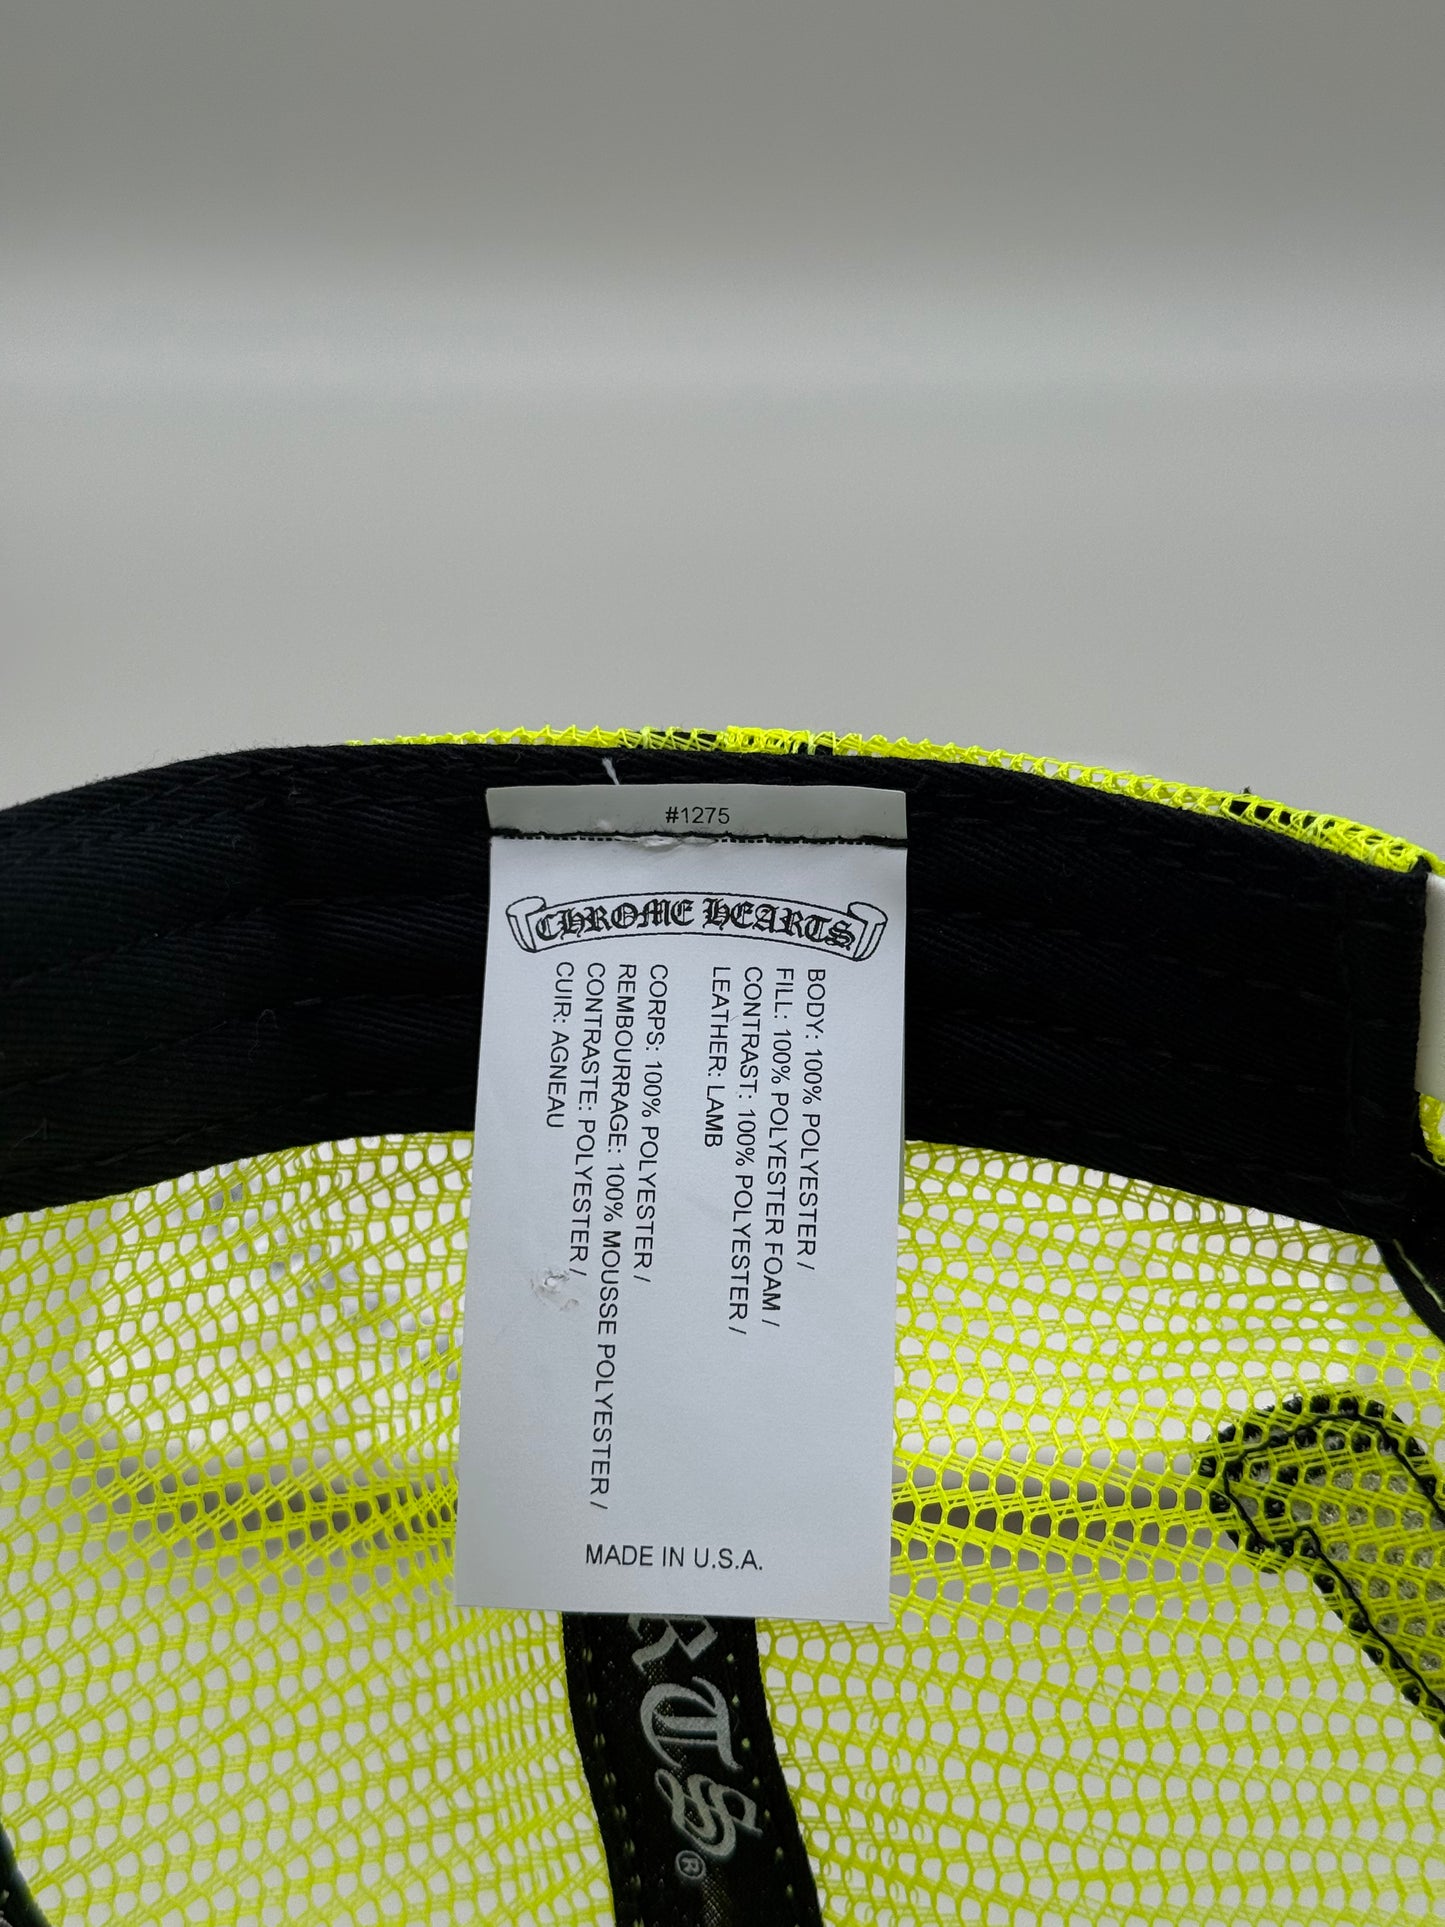 #1275
CHROME HEARTS
BODY: 100% POLYESTER /
FILL: 100% POLYESTER FOAM /
CONTRAST: 100% POLYESTER /
LEATHER: LAMB
CORPS: 100% POLYESTER /
REMBOURRAGE: 100% MOUSSE POLYESTER /
CONTRASTE: POLYESTER /
CUIR: AGNEAU
MADE IN U.S.A.
RTS®